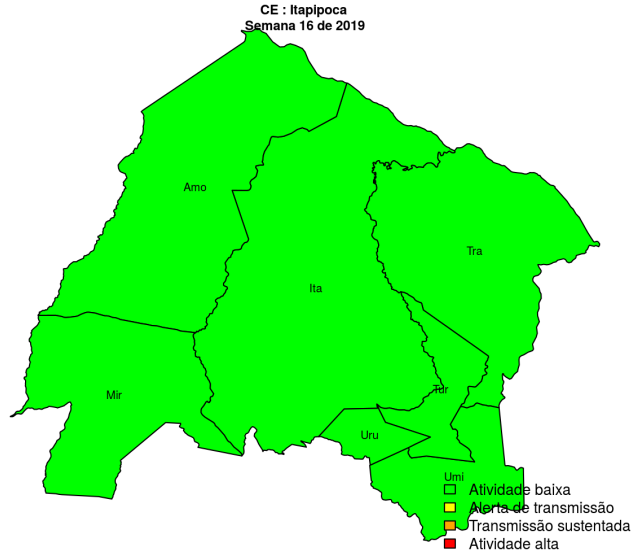 CE : Itapipoca
Semana 16 de 2019
Amo
Tra
Ita
Tur
Mir
Uru
Umi
Atividade baixa
Alerta de transmissão
Transmissão sustentada
Atividade alta